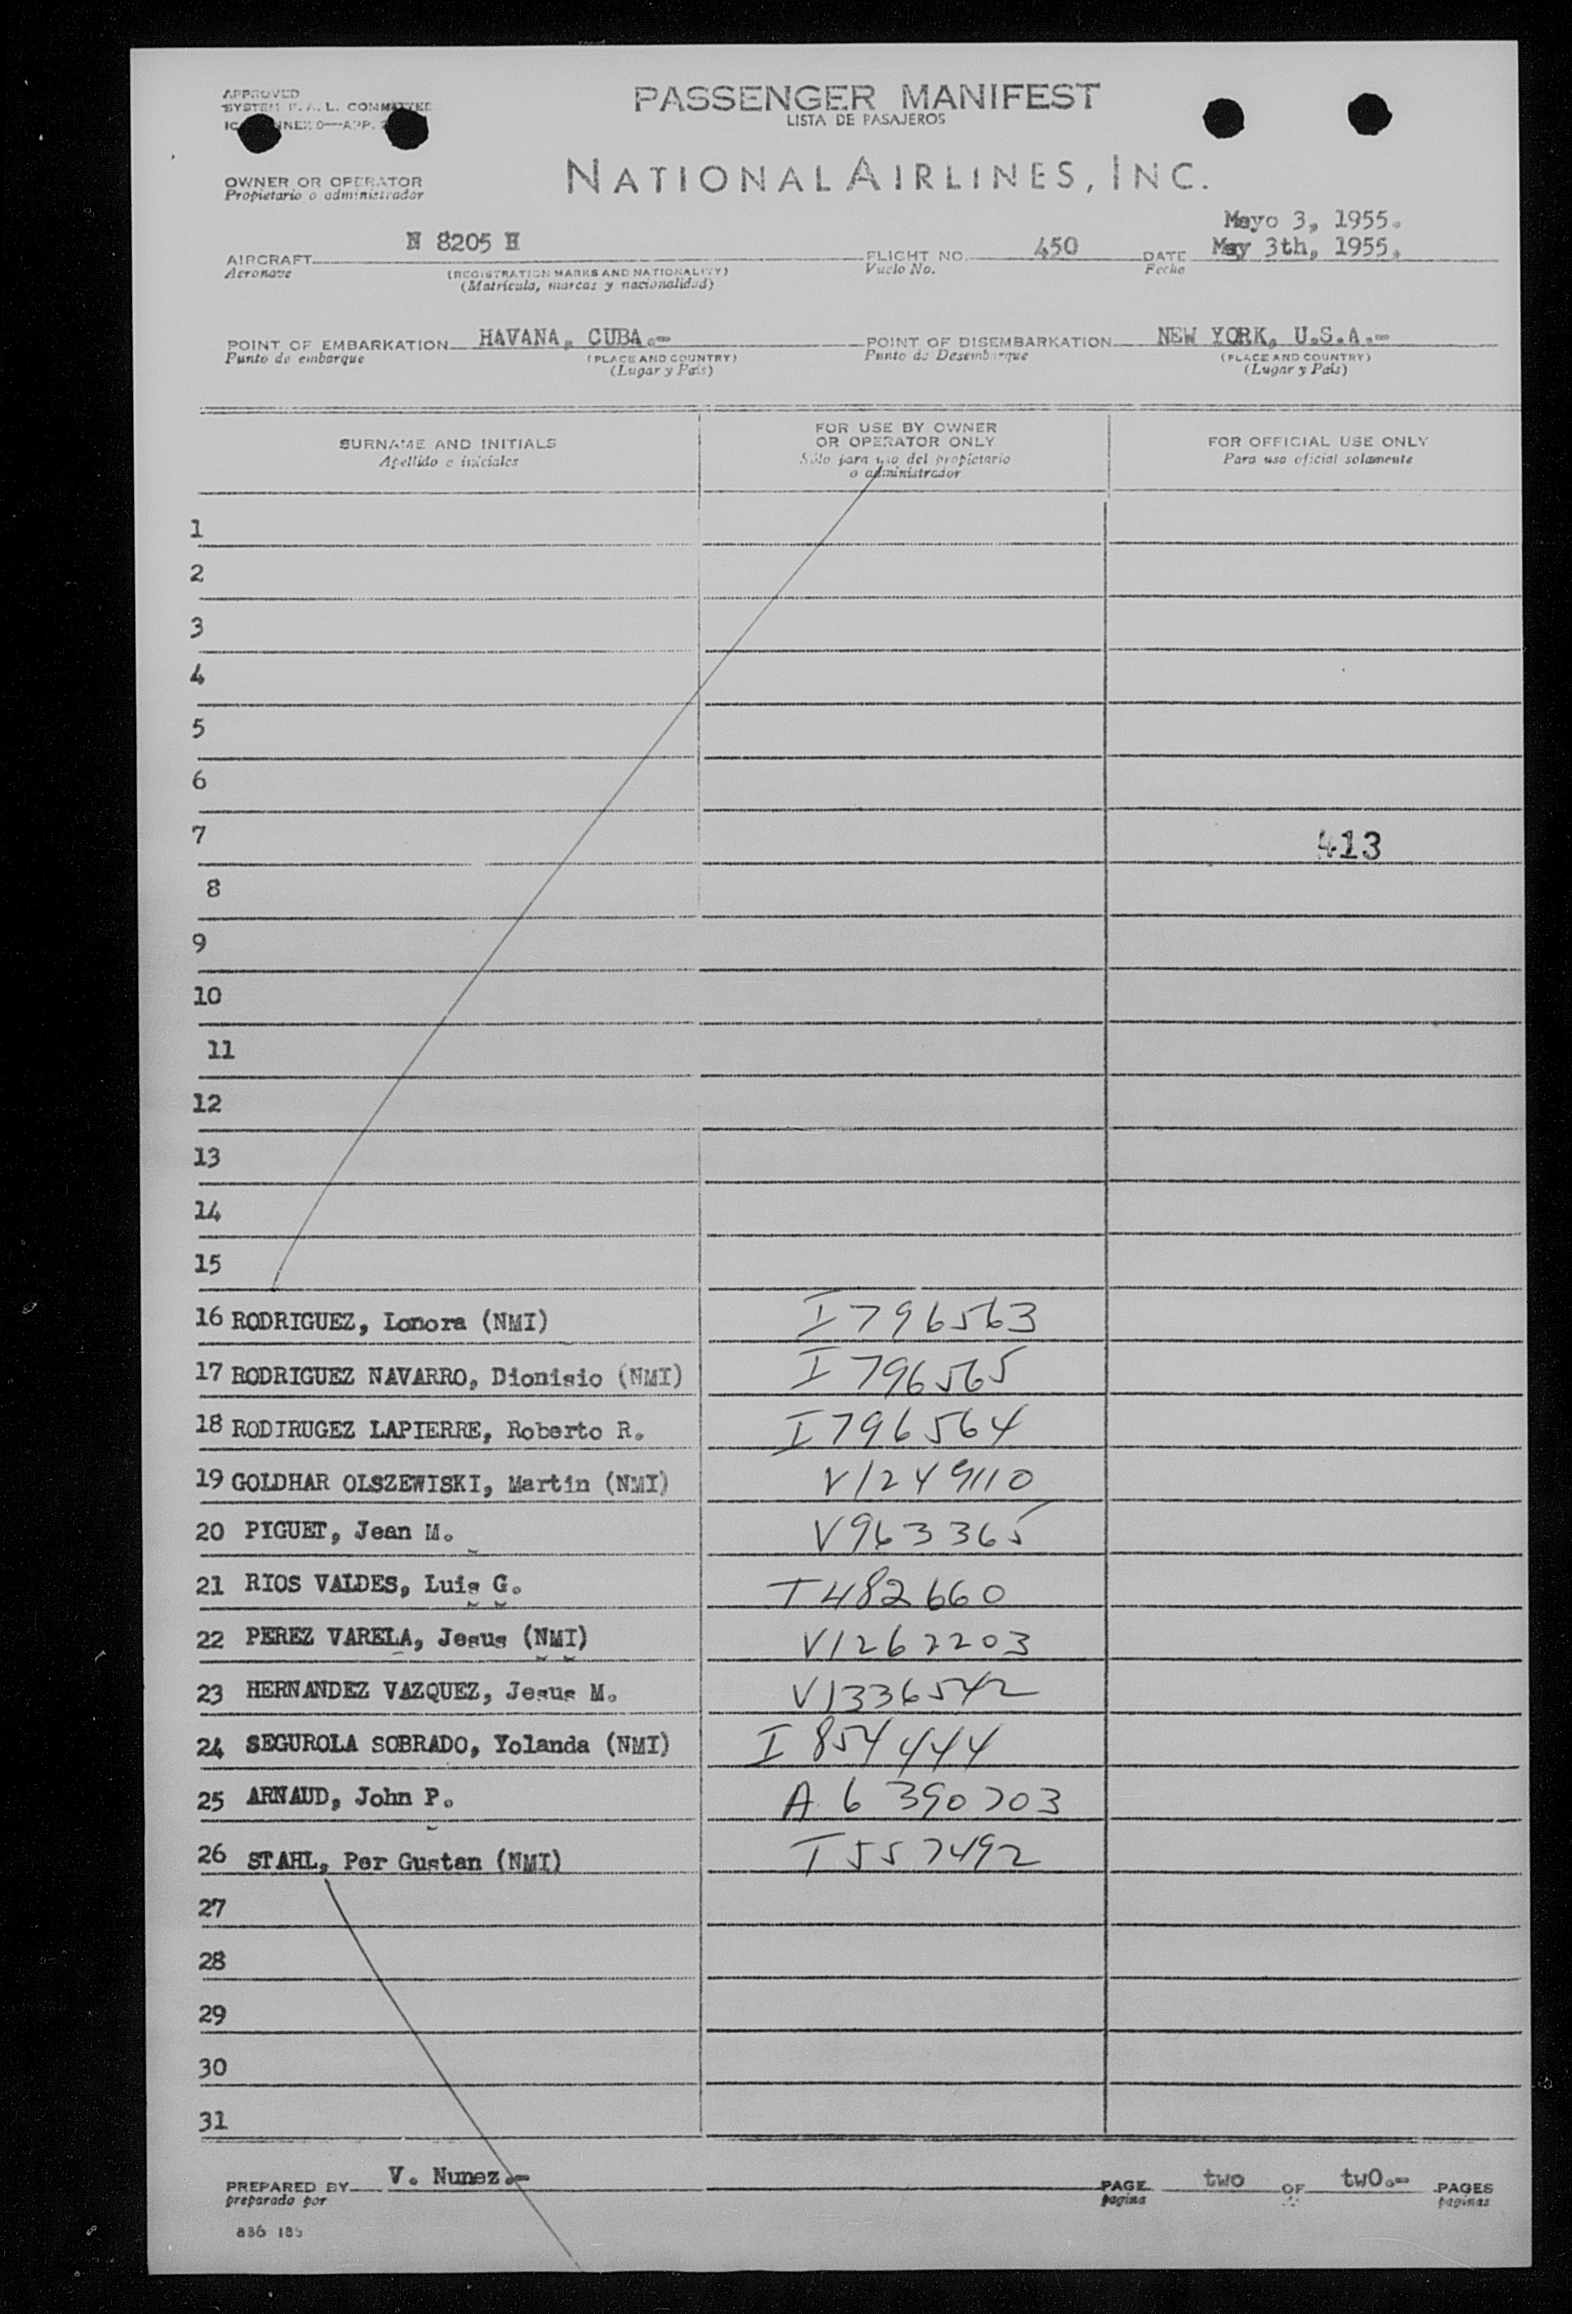 APPROVED
SYSTEM F. A. L. COMMITTEE
PASSENGER MANIFEST
LISTA DE PASAJEROS
NATIONAL AIRLINES, INC.
OWNER OR OPERATOR
Propietario o administrador
Mayo 3, 1955.
AIRCRAFT N 8205 H FLIGHT NO. 450 DATE May 3th, 1955.
Aeronave (REGISTRATION MARKS AND NATIONALITY) Vuelo No. Fecha
(Matrícula, marcas y nacionalidad)
POINT OF EMBARKATION HAVANA, CUBA.- POINT OF DISEMBARKATION NEW YORK, U.S.A.-
Punto de embarque (PLACE AND COUNTRY) Punto de Desembarque (PLACE AND COUNTRY)
(Lugar y País) (Lugar y País)
SURNAME AND INITIALS FOR USE BY OWNER OR OPERATOR ONLY FOR OFFICIAL USE ONLY
Apellido e iniciales Sólo para uso del propietario o administrador Para uso oficial solamente
1
2
3
4
5
6
7 413
8
9
10
11
12
13
14
15
16 RODRIGUEZ, Lonora (NMI) I796563
17 RODRIGUEZ NAVARRO, Dionisio (NMI) I796565
18 RODIRUGEZ LAPIERRE, Roberto R. I796564
19 GOLDHAR OLSZEWISKI, Martin (NMI) V1249110
20 PIGUET, Jean M. V963365
21 RIOS VALDES, Luis G. T482660
22 PEREZ VARELA, Jesus (NMI) V1262203
23 HERNANDEZ VAZQUEZ, Jesus M. V1336542
24 SEGUROLA SOBRADO, Yolanda (NMI) I854444
25 ARNAUD, John P. A6390703
26 STAHL, Per Gustan (NMI) T557492
27
28
29
30
31
PREPARED BY V. Nunez.- PAGE two OF twO.- PAGES
preparado por pagina paginas